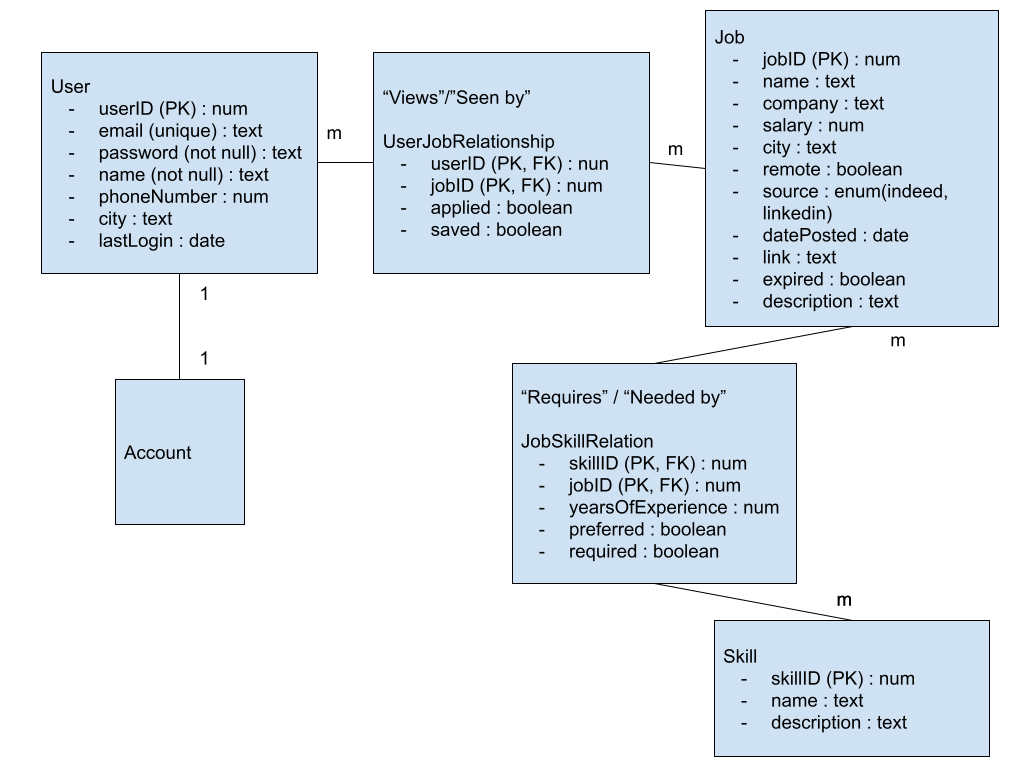 User
- userID (PK) : num
- email (unique) : text
- password (not null) : text
- name (not null) : text
- phoneNumber : num
- city : text
- lastLogin : date
m
“Views”/”Seen by”
UserJobRelationship
- userID (PK, FK) : nun
- jobID (PK, FK) : num
- applied : boolean
- saved : boolean
m
Job
- jobID (PK) : num
- name : text
- company : text
- salary : num
- city : text
- remote : boolean
- source : enum(indeed,
linkedin)
- datePosted : date
- link : text
- expired : boolean
- description : text
1
1
Account
m
“Requires” / “Needed by”
JobSkillRelation
- skillID (PK, FK) : num
- jobID (PK, FK) : num
- yearsOfExperience : num
- preferred : boolean
- required : boolean
m
Skill
- skillID (PK) : num
- name : text
- description : text